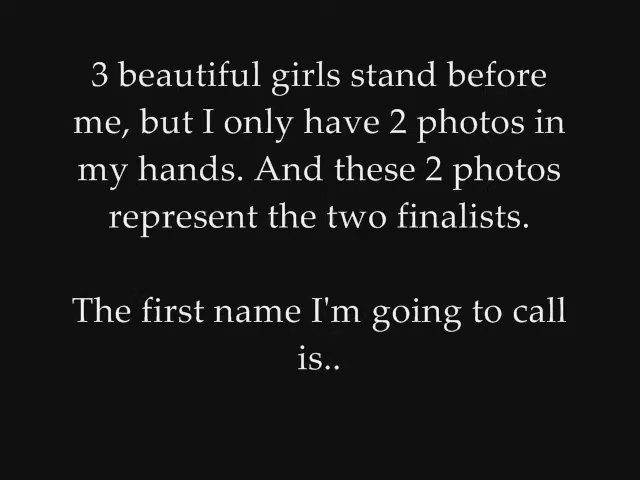 3 beautiful girls stand before
me, but I only have 2 photos in
my hands. And these 2 photos
represent the two finalists.
The first name I'm going to call
is..